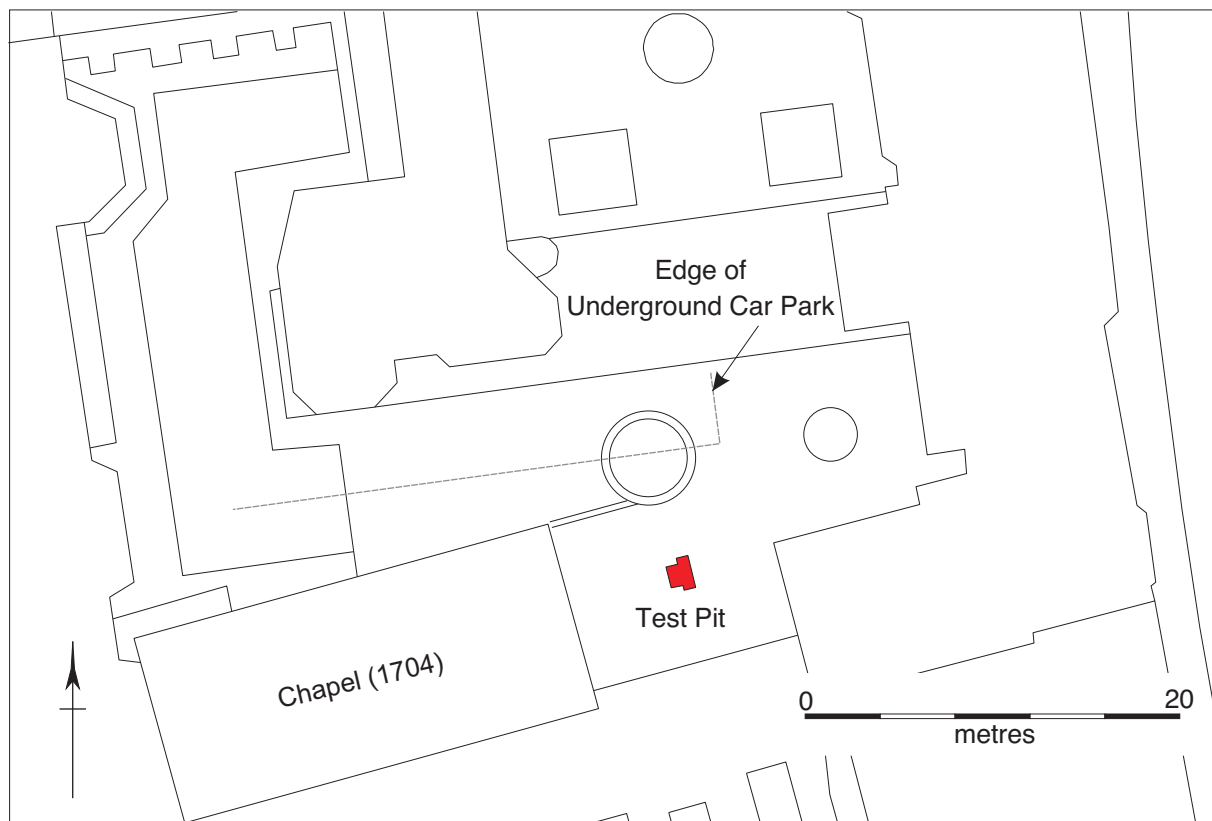 Edge of
Underground Car Park
Test Pit
Chapel (1704)
0 20
metres